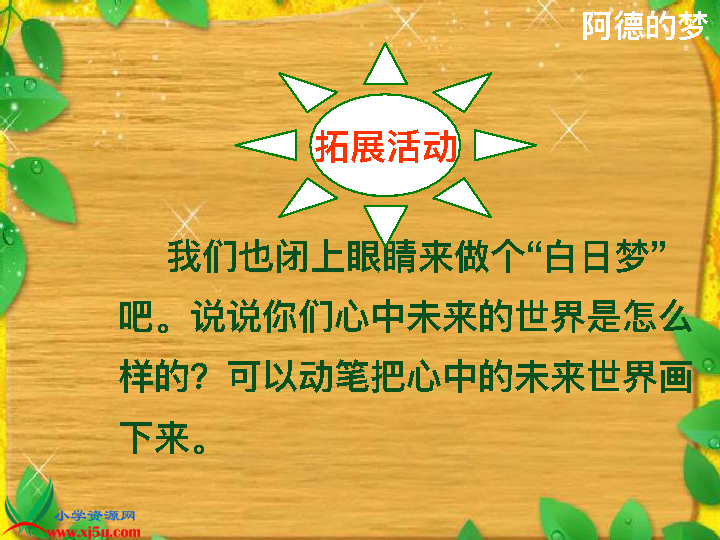 阿德的梦
拓展活动
我们也闭上眼睛来做个“白日梦”
吧。说说你们心中未来的世界是怎么
样的？可以动笔把心中的未来世界画
下来。
小学资源网
www.xj5u.com